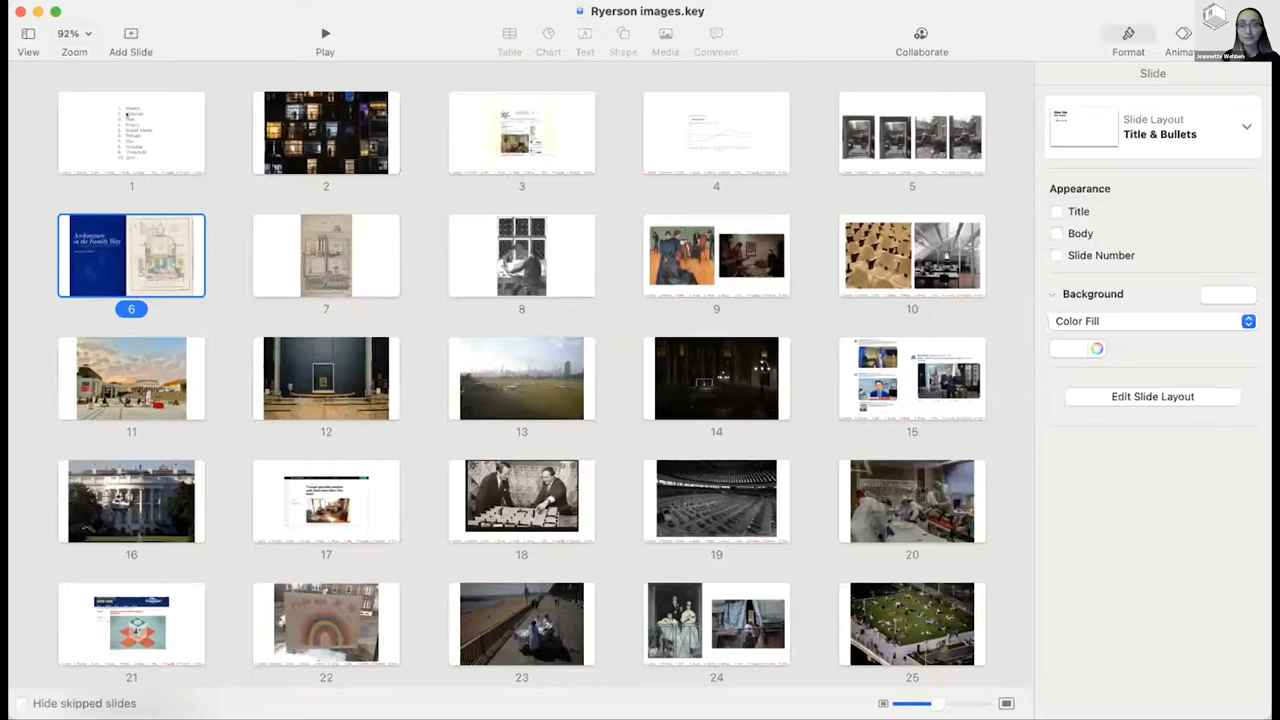 Ryerson images.key
View
92%
Zoom
Add Slide
Play
Table
Chart
Text
Shape
Media
Comment
Collaborate
Format
Jeannette Wehbeh
Slide
Slide Layout
Title & Bullets
Appearance
Title
Body
Slide Number
Background
Color Fill
Edit Slide Layout
1
2
3
4
5
Architecture
in the Family Way
6
7
8
9
10
11
12
13
14
15
16
17
18
19
20
21
22
23
24
25
Hide skipped slides